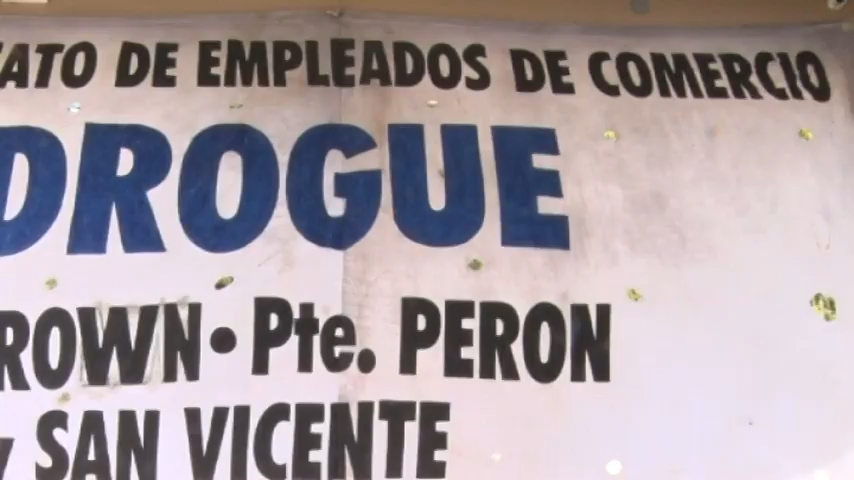 ATO DE EMPLEADOS DE COMERCIO
DROGUE
ROWN • Pte. PERON
y SAN VICENTE